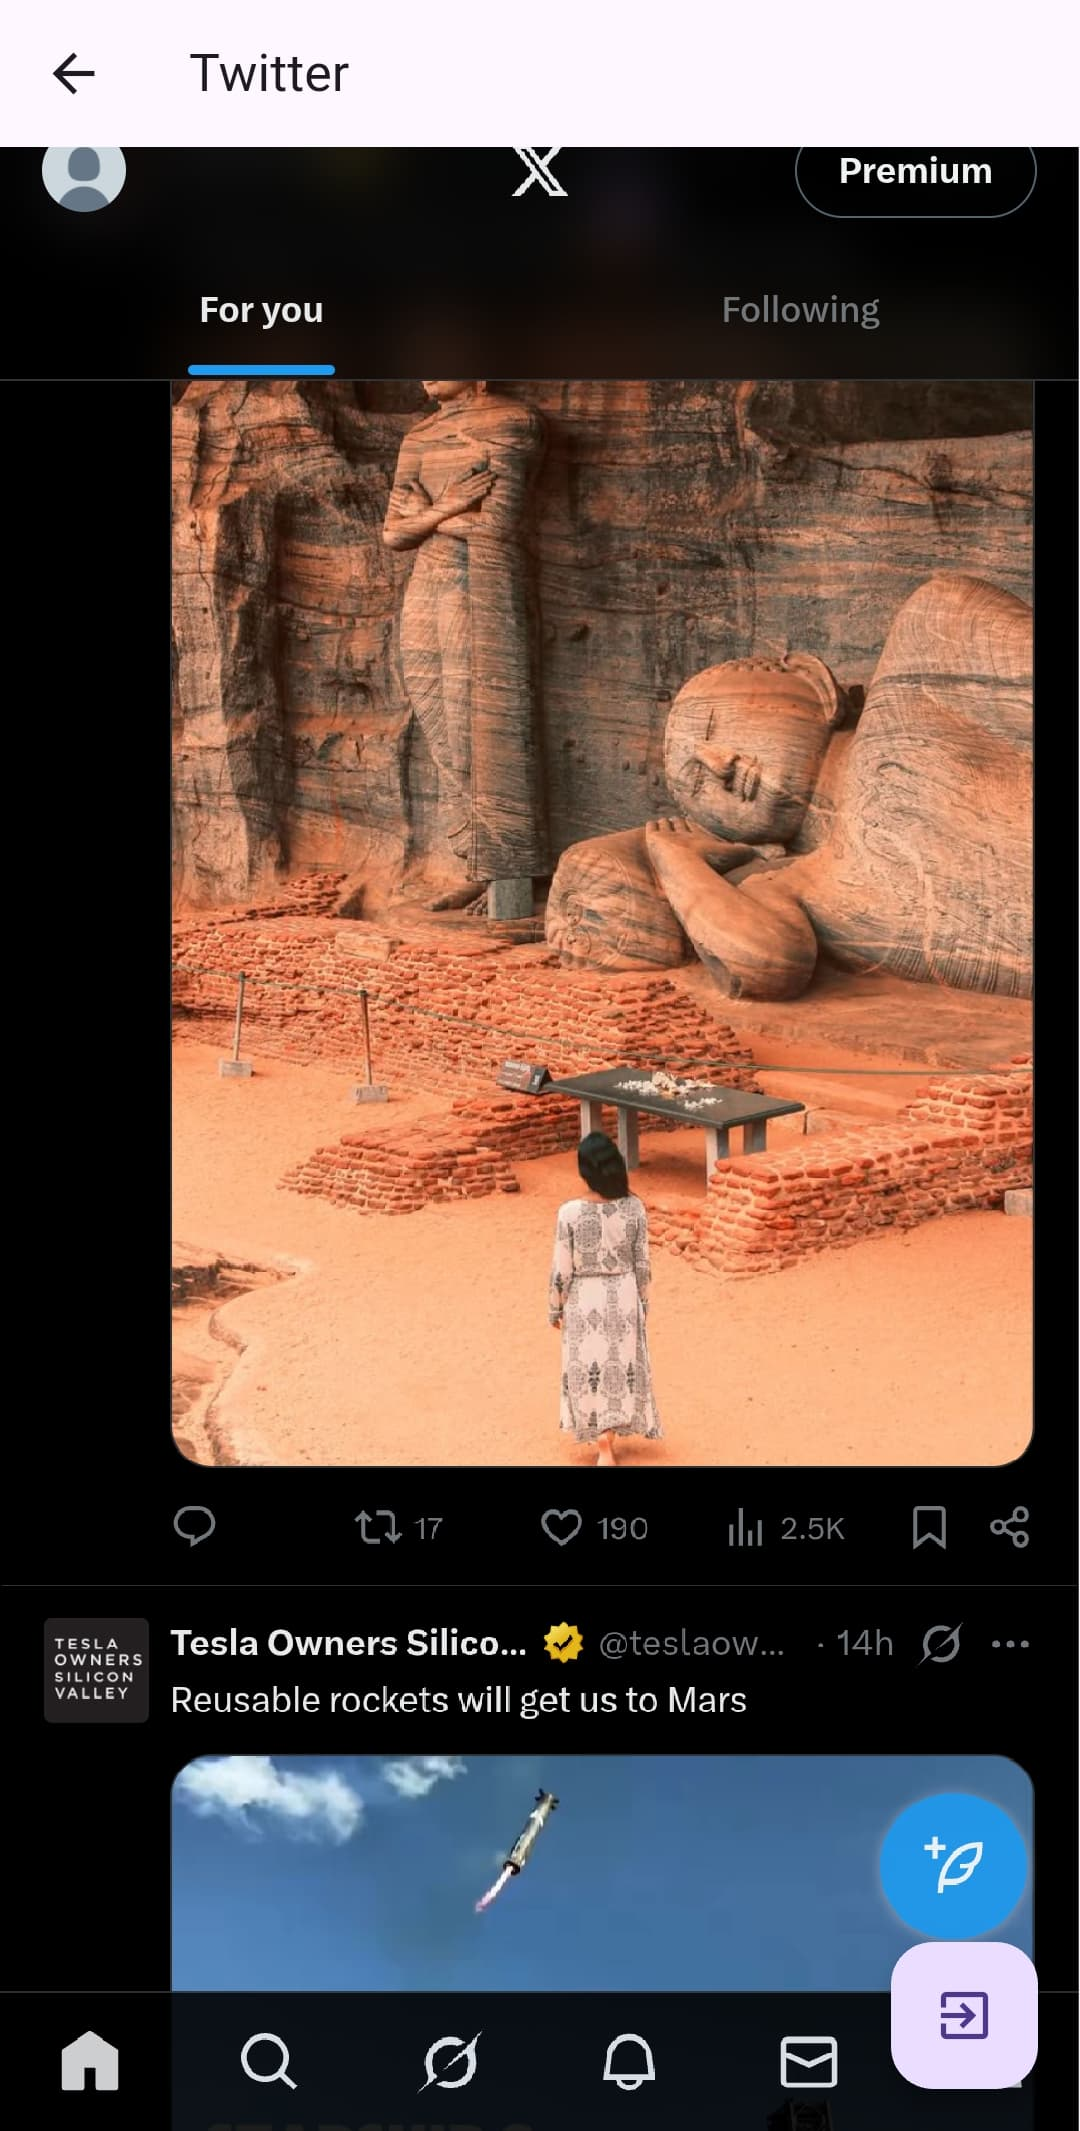 Twitter
Premium
For you
Following
17
190
2.5K
TESLA
OWNERS
SILICON
VALLEY
Tesla Owners Silico... @teslaow... · 14h
Reusable rockets will get us to Mars